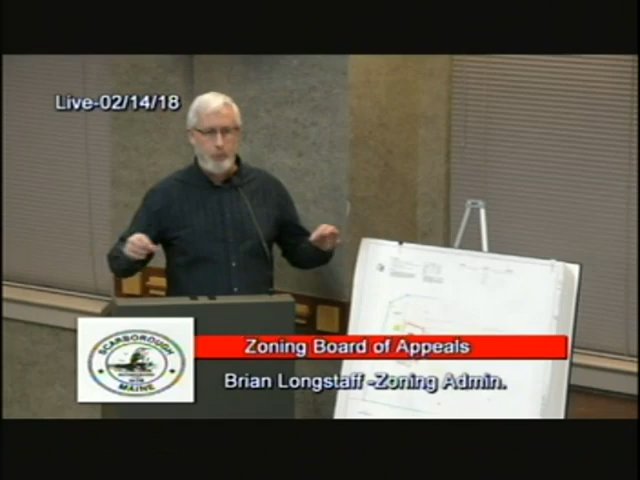 Live-02/14/18
SCARBOROUGH
MAINE
Zoning Board of Appeals
Brian Longstaff -Zoning Admin.